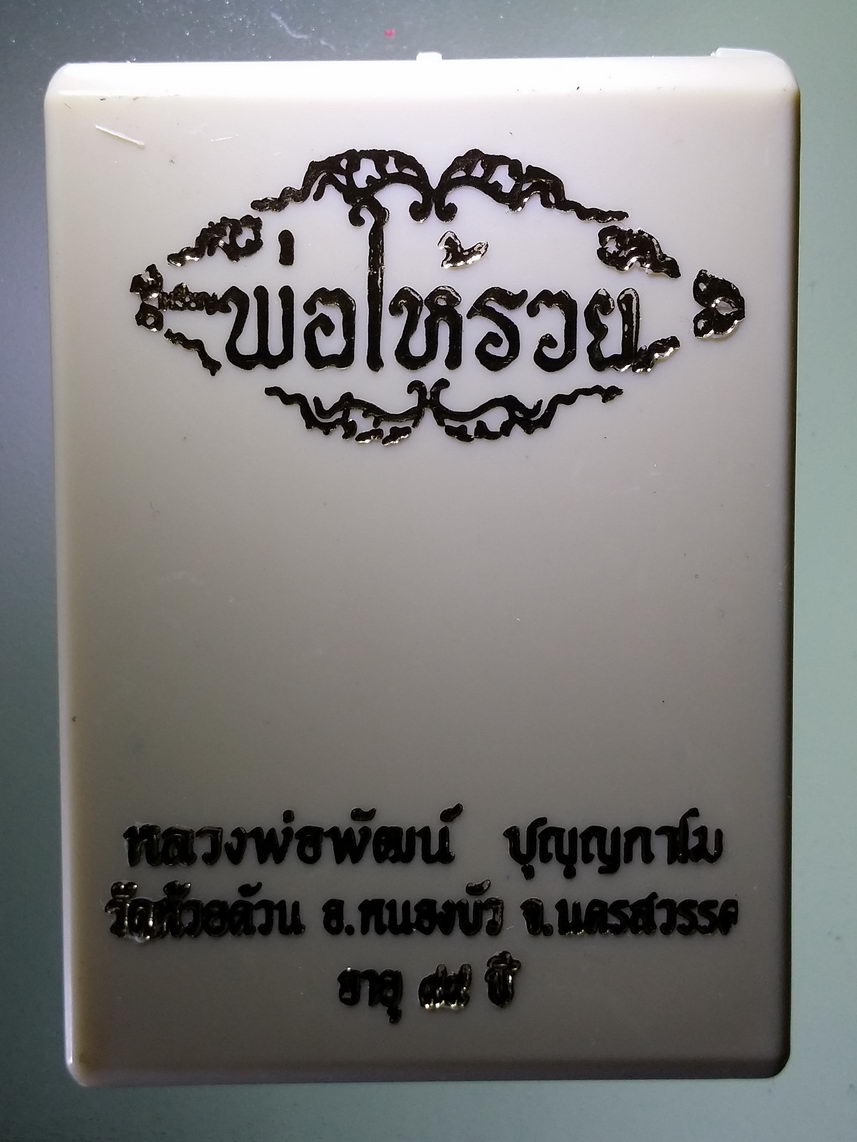 พ่อให้รวย
หลวงพ่อพัฒน์ ปุญญกาโม
วัดห้วยด้วน อ.หนองบัว จ.นครสวรรค์
อายุ ปี